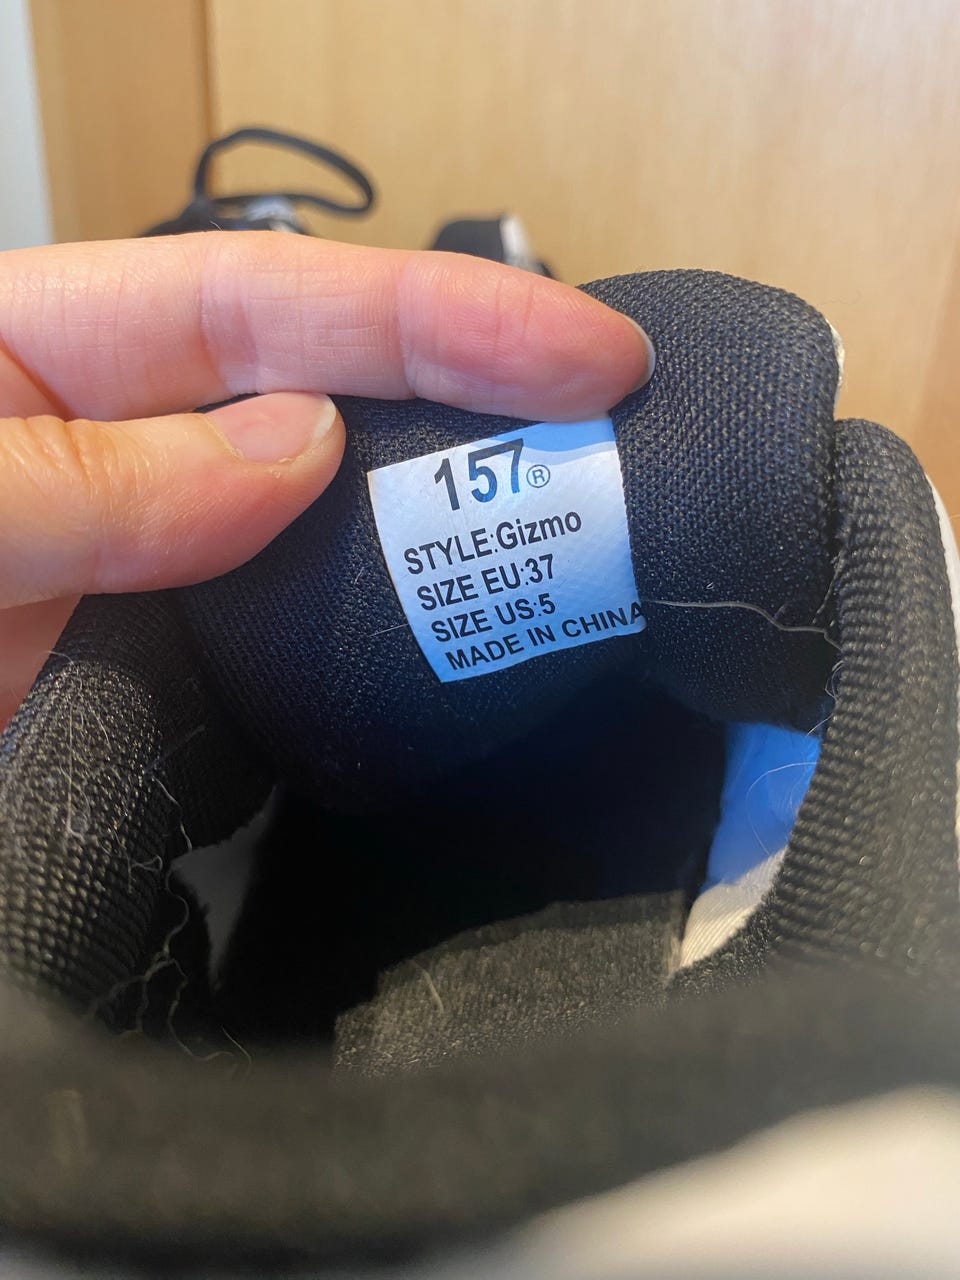 157®
STYLE:Gizmo
SIZE EU:37
SIZE US:5
MADE IN CHINA